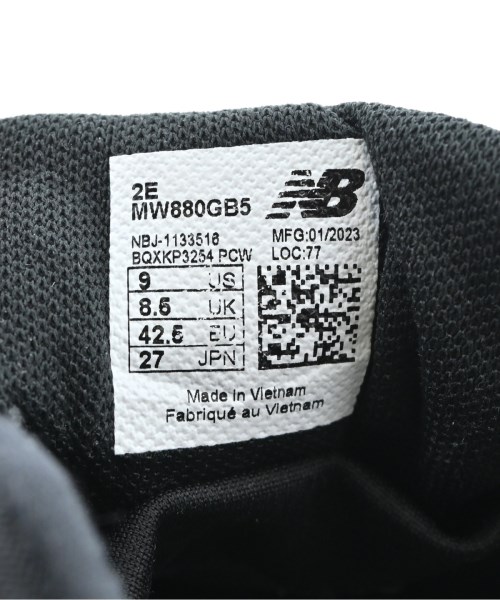 2E
MW880GB5
NB
NBJ-1133516
BQXKP3254 PCW
MFG:01/2023
LOC:77
9 US
8.5 UK
42.5 EU
27 JPN
Made in Vietnam
Fabriqué au Vietnam